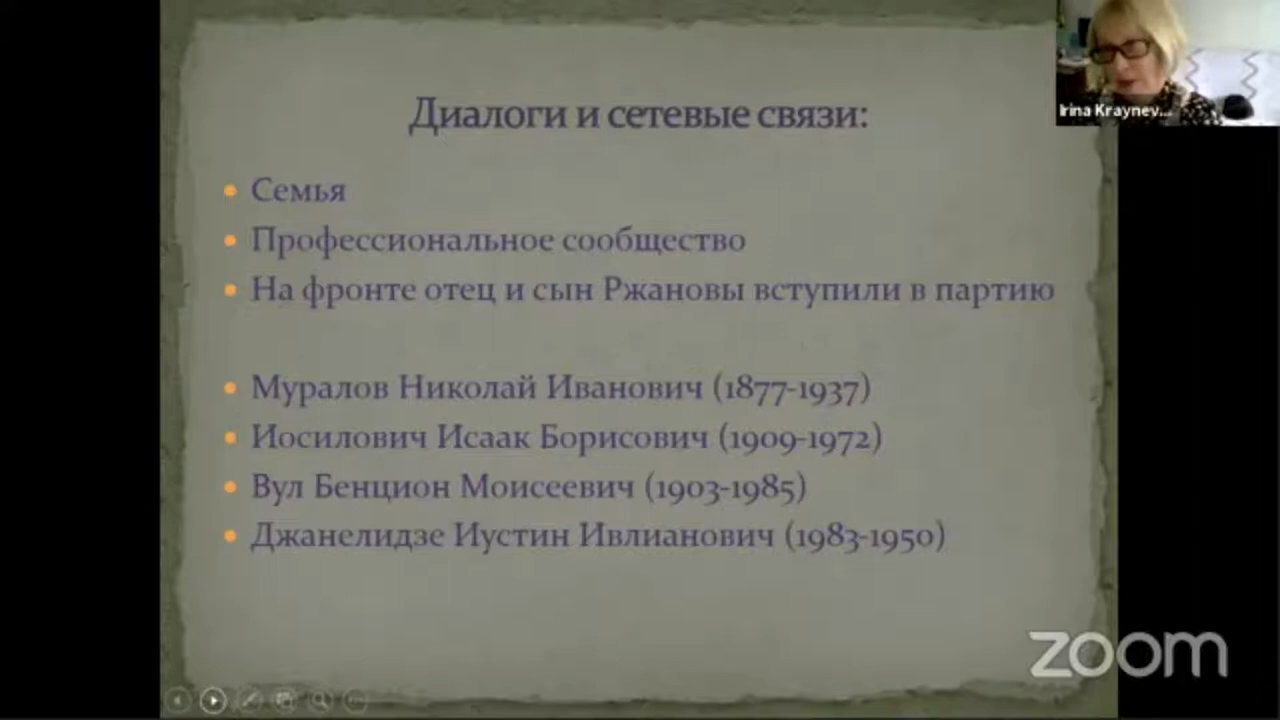 Диалоги и сетевые связи:
Irina Kraynev...
• Семья
• Профессиональное сообщество
• На фронте отец и сын Ржановы вступили в партию
• Муралов Николай Иванович (1877-1937)
• Иосилович Исаак Борисович (1909-1972)
• Вул Бенцион Моисеевич (1903-1985)
• Джанелидзе Иустин Ивлианович (1983-1950)
zoom